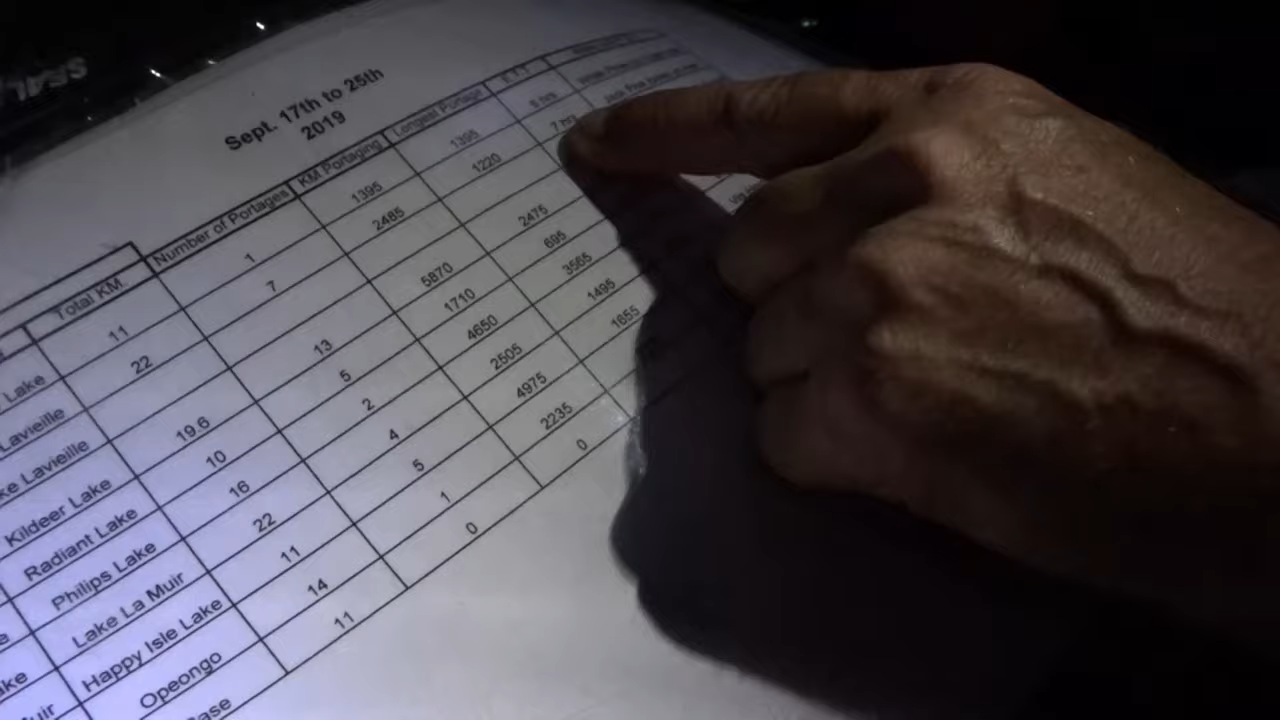 Sept. 17th to 25th
2019
Total KM. Number of Portages KM Portaging Longest Portage
Lake 11 1 1395 1395 hrs
Lavieille 22 7 2485 1220 7 hrs
Lavieille
Kildeer Lake 19.6 13 5870 2475
Radiant Lake 10 5 1710 695
Philips Lake 16 2 4650 3565
Lake La Muir 22 4 2505 1495
Happy Isle Lake 11 5 4975 1655
Opeongo 14 1 2235
11 0 0